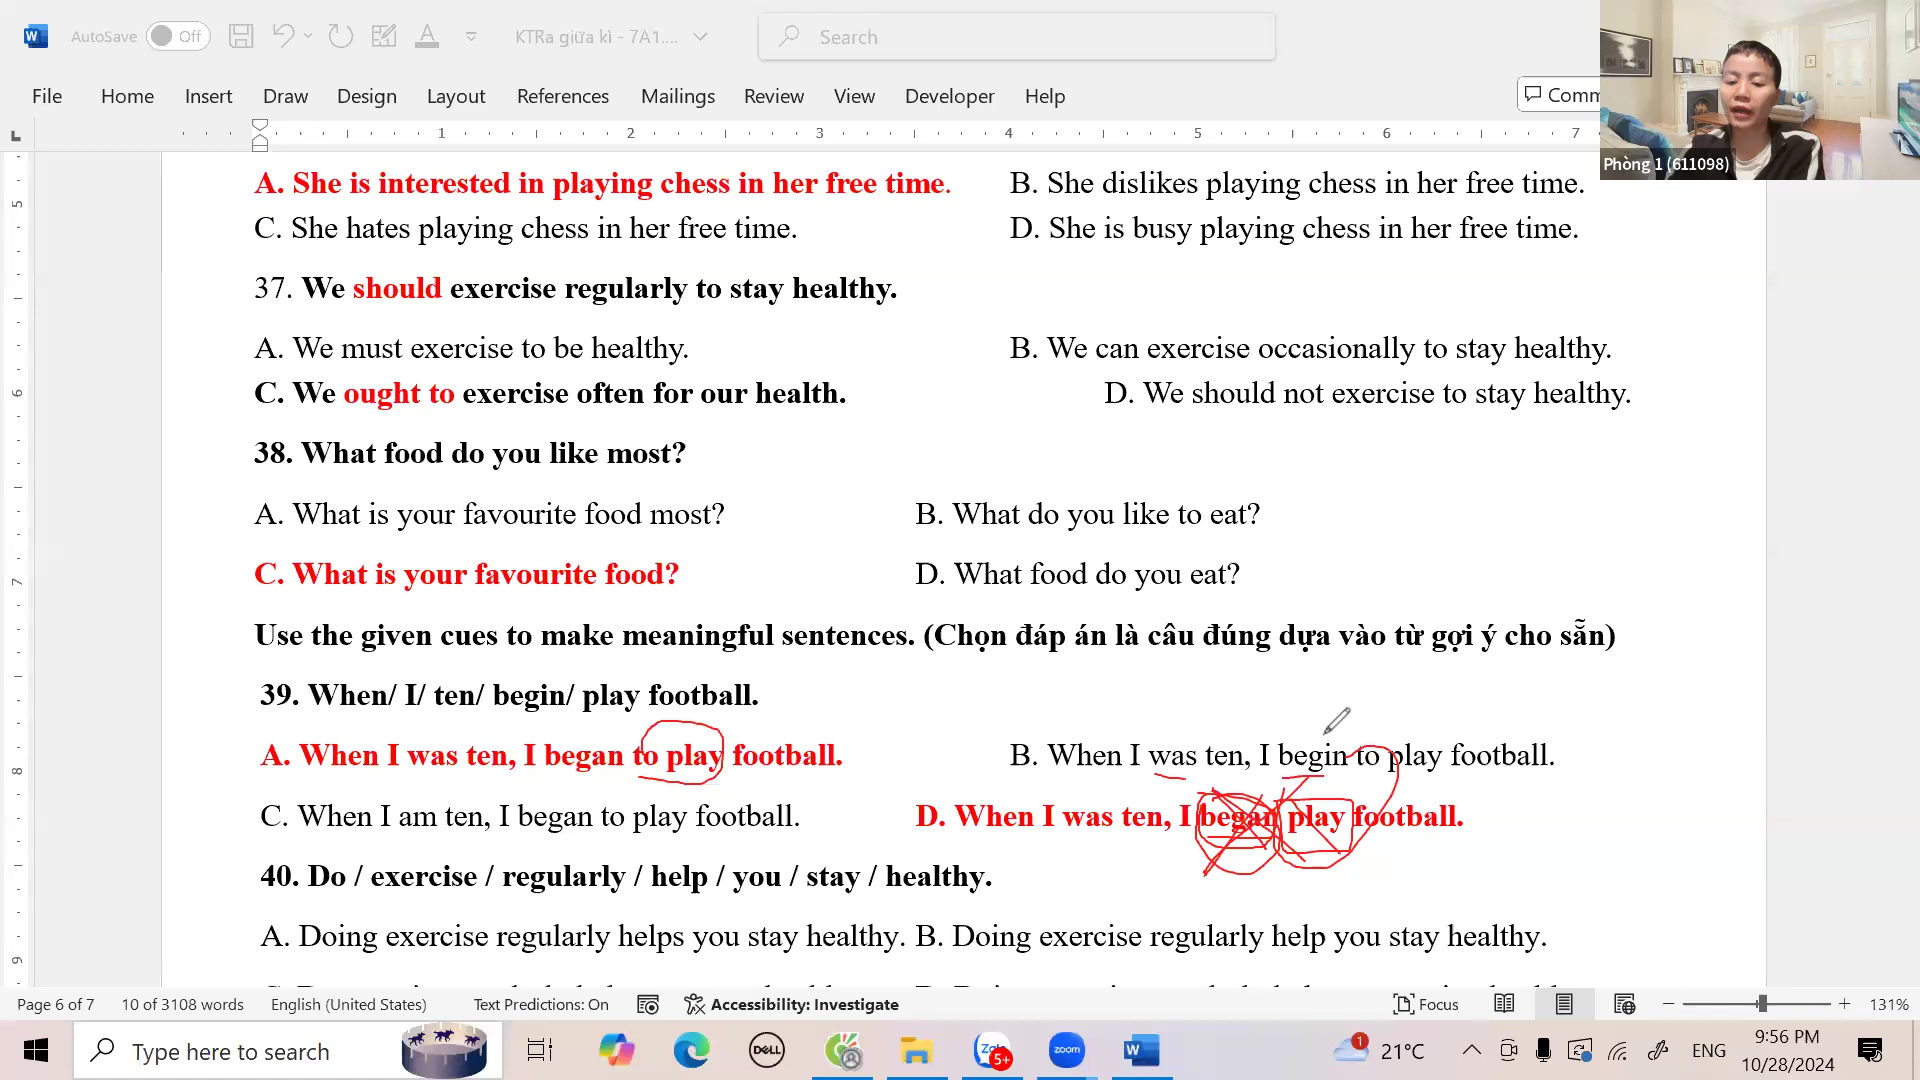 AutoSave Off KTRa giữa kì - 7A1.... Search
File Home Insert Draw Design Layout References Mailings Review View Developer Help Comm
Phòng 1 (611098)
1 2 3 4 5 6 7
A. She is interested in playing chess in her free time. B. She dislikes playing chess in her free time.
C. She hates playing chess in her free time. D. She is busy playing chess in her free time.
37. We should exercise regularly to stay healthy.
A. We must exercise to be healthy. B. We can exercise occasionally to stay healthy.
C. We ought to exercise often for our health. D. We should not exercise to stay healthy.
38. What food do you like most?
A. What is your favourite food most? B. What do you like to eat?
C. What is your favourite food? D. What food do you eat?
Use the given cues to make meaningful sentences. (Chọn đáp án là câu đúng dựa vào từ gợi ý cho sẵn)
39. When/ I/ ten/ begin/ play football.
A. When I was ten, I began to play football. B. When I was ten, I begin to play football.
C. When I am ten, I began to play football. D. When I was ten, I began play football.
40. Do / exercise / regularly / help / you / stay / healthy.
A. Doing exercise regularly helps you stay healthy. B. Doing exercise regularly help you stay healthy.
Page 6 of 7 10 of 3108 words English (United States) Text Predictions: On Accessibility: Investigate Focus 131%
Type here to search DELL Zalo 5+ zoom W 1 21°C ENG 9:56 PM
10/28/2024